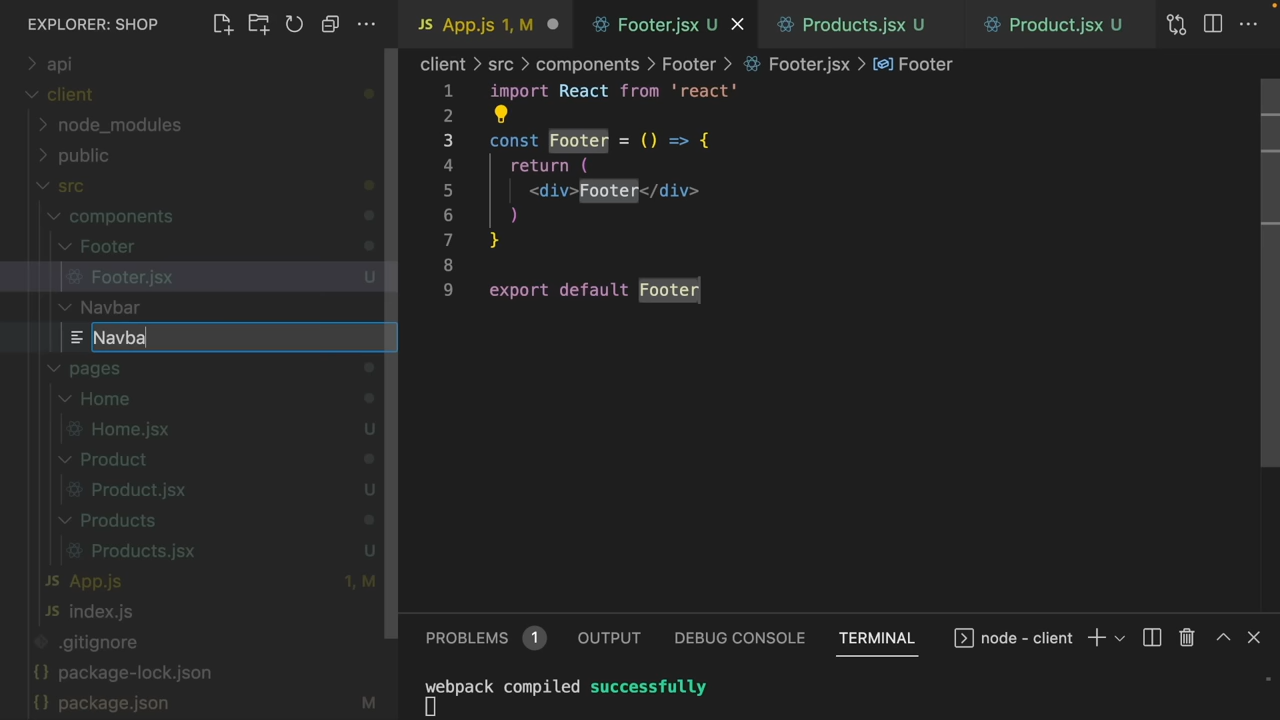 EXPLORER: SHOP
api
client
node_modules
public
src
components
Footer
Footer.jsx U
Navbar
Navba
pages
Home
Home.jsx U
Product
Product.jsx U
Products
Products.jsx U
JS App.js 1, M
JS index.js
.gitignore
{} package-lock.json
{} package.json M
JS App.js 1, M
Footer.jsx U
Products.jsx U
Product.jsx U
client > src > components > Footer > Footer.jsx > Footer
1 import React from 'react'
2
3 const Footer = () => {
4 return (
5 <div>Footer</div>
6 )
7 }
8
9 export default Footer
PROBLEMS 1 OUTPUT DEBUG CONSOLE TERMINAL node - client
webpack compiled successfully